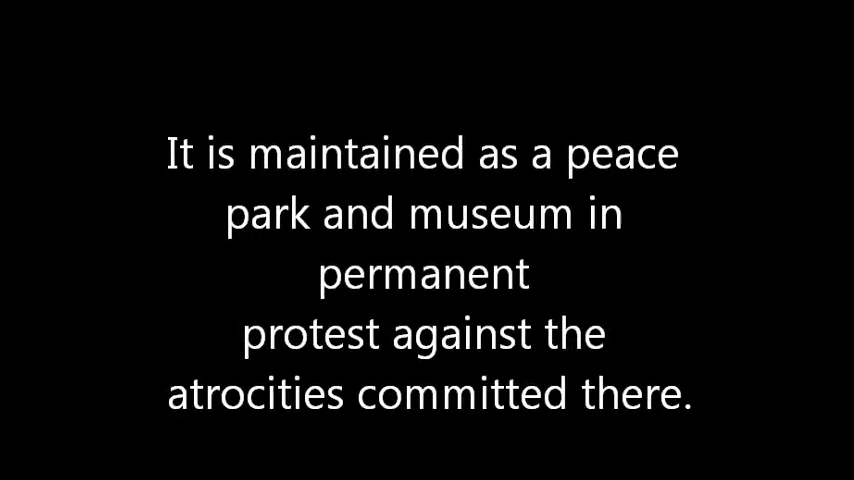 It is maintained as a peace
park and museum in
permanent
protest against the
atrocities committed there.